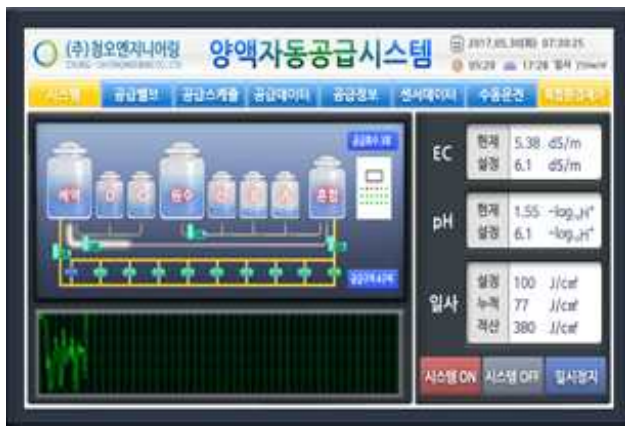 (주)청오엔지니어링
양액자동공급시스템
2017.05.30(화) 07:30:25
05:29 17:28 일사
시스템 공급밸브 공급스케줄 공급데이터 공급정보 센서데이터 수동운전
세척 원수 혼합
EC
현재 5.38 dS/m
설정 6.1 dS/m
pH
현재 1.55 -log₁₀H⁺
설정 6.1 -log₁₀H⁺
일사
설정 100 J/㎠
누적 77 J/㎠
적산 380 J/㎠
시스템 ON 시스템 OFF 일시정지